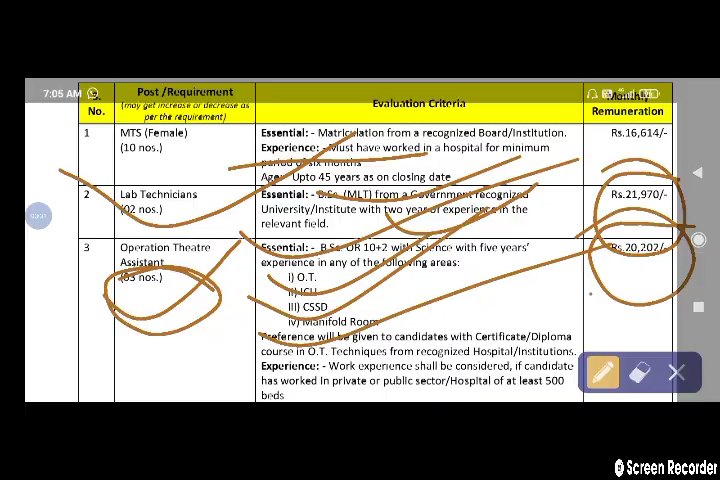 7:05 AM
S.
No.
Post /Requirement
(may get increase or decrease as
per the requirement)
Evaluation Criteria
Monthly
Remuneration
1
MTS (Female)
(10 nos.)
Essential: - Matriculation from a recognized Board/Institution.
Experience: - Must have worked in a hospital for minimum
period of six months
Age: Upto 45 years as on closing date
Rs.16,614/-
2
Lab Technicians
(02 nos.)
Essential: - B.Sc. (MLT) from a Government recognized
University/Institute with two year of experience in the
relevant field.
Rs.21,970/-
3
Operation Theatre
Assistant
(03 nos.)
Essential: - B.Sc. OR 10+2 with Science with five years'
experience in any of the following areas:
i) O.T.
ii) ICU
iii) CSSD
iv) Manifold Room
Preference will be given to candidates with Certificate/Diploma
course in O.T. Techniques from recognized Hospital/Institutions.
Experience: - Work experience shall be considered, if candidate
has worked in private or public sector/Hospital of at least 500
beds
Rs.20,202/-
Screen Recorder